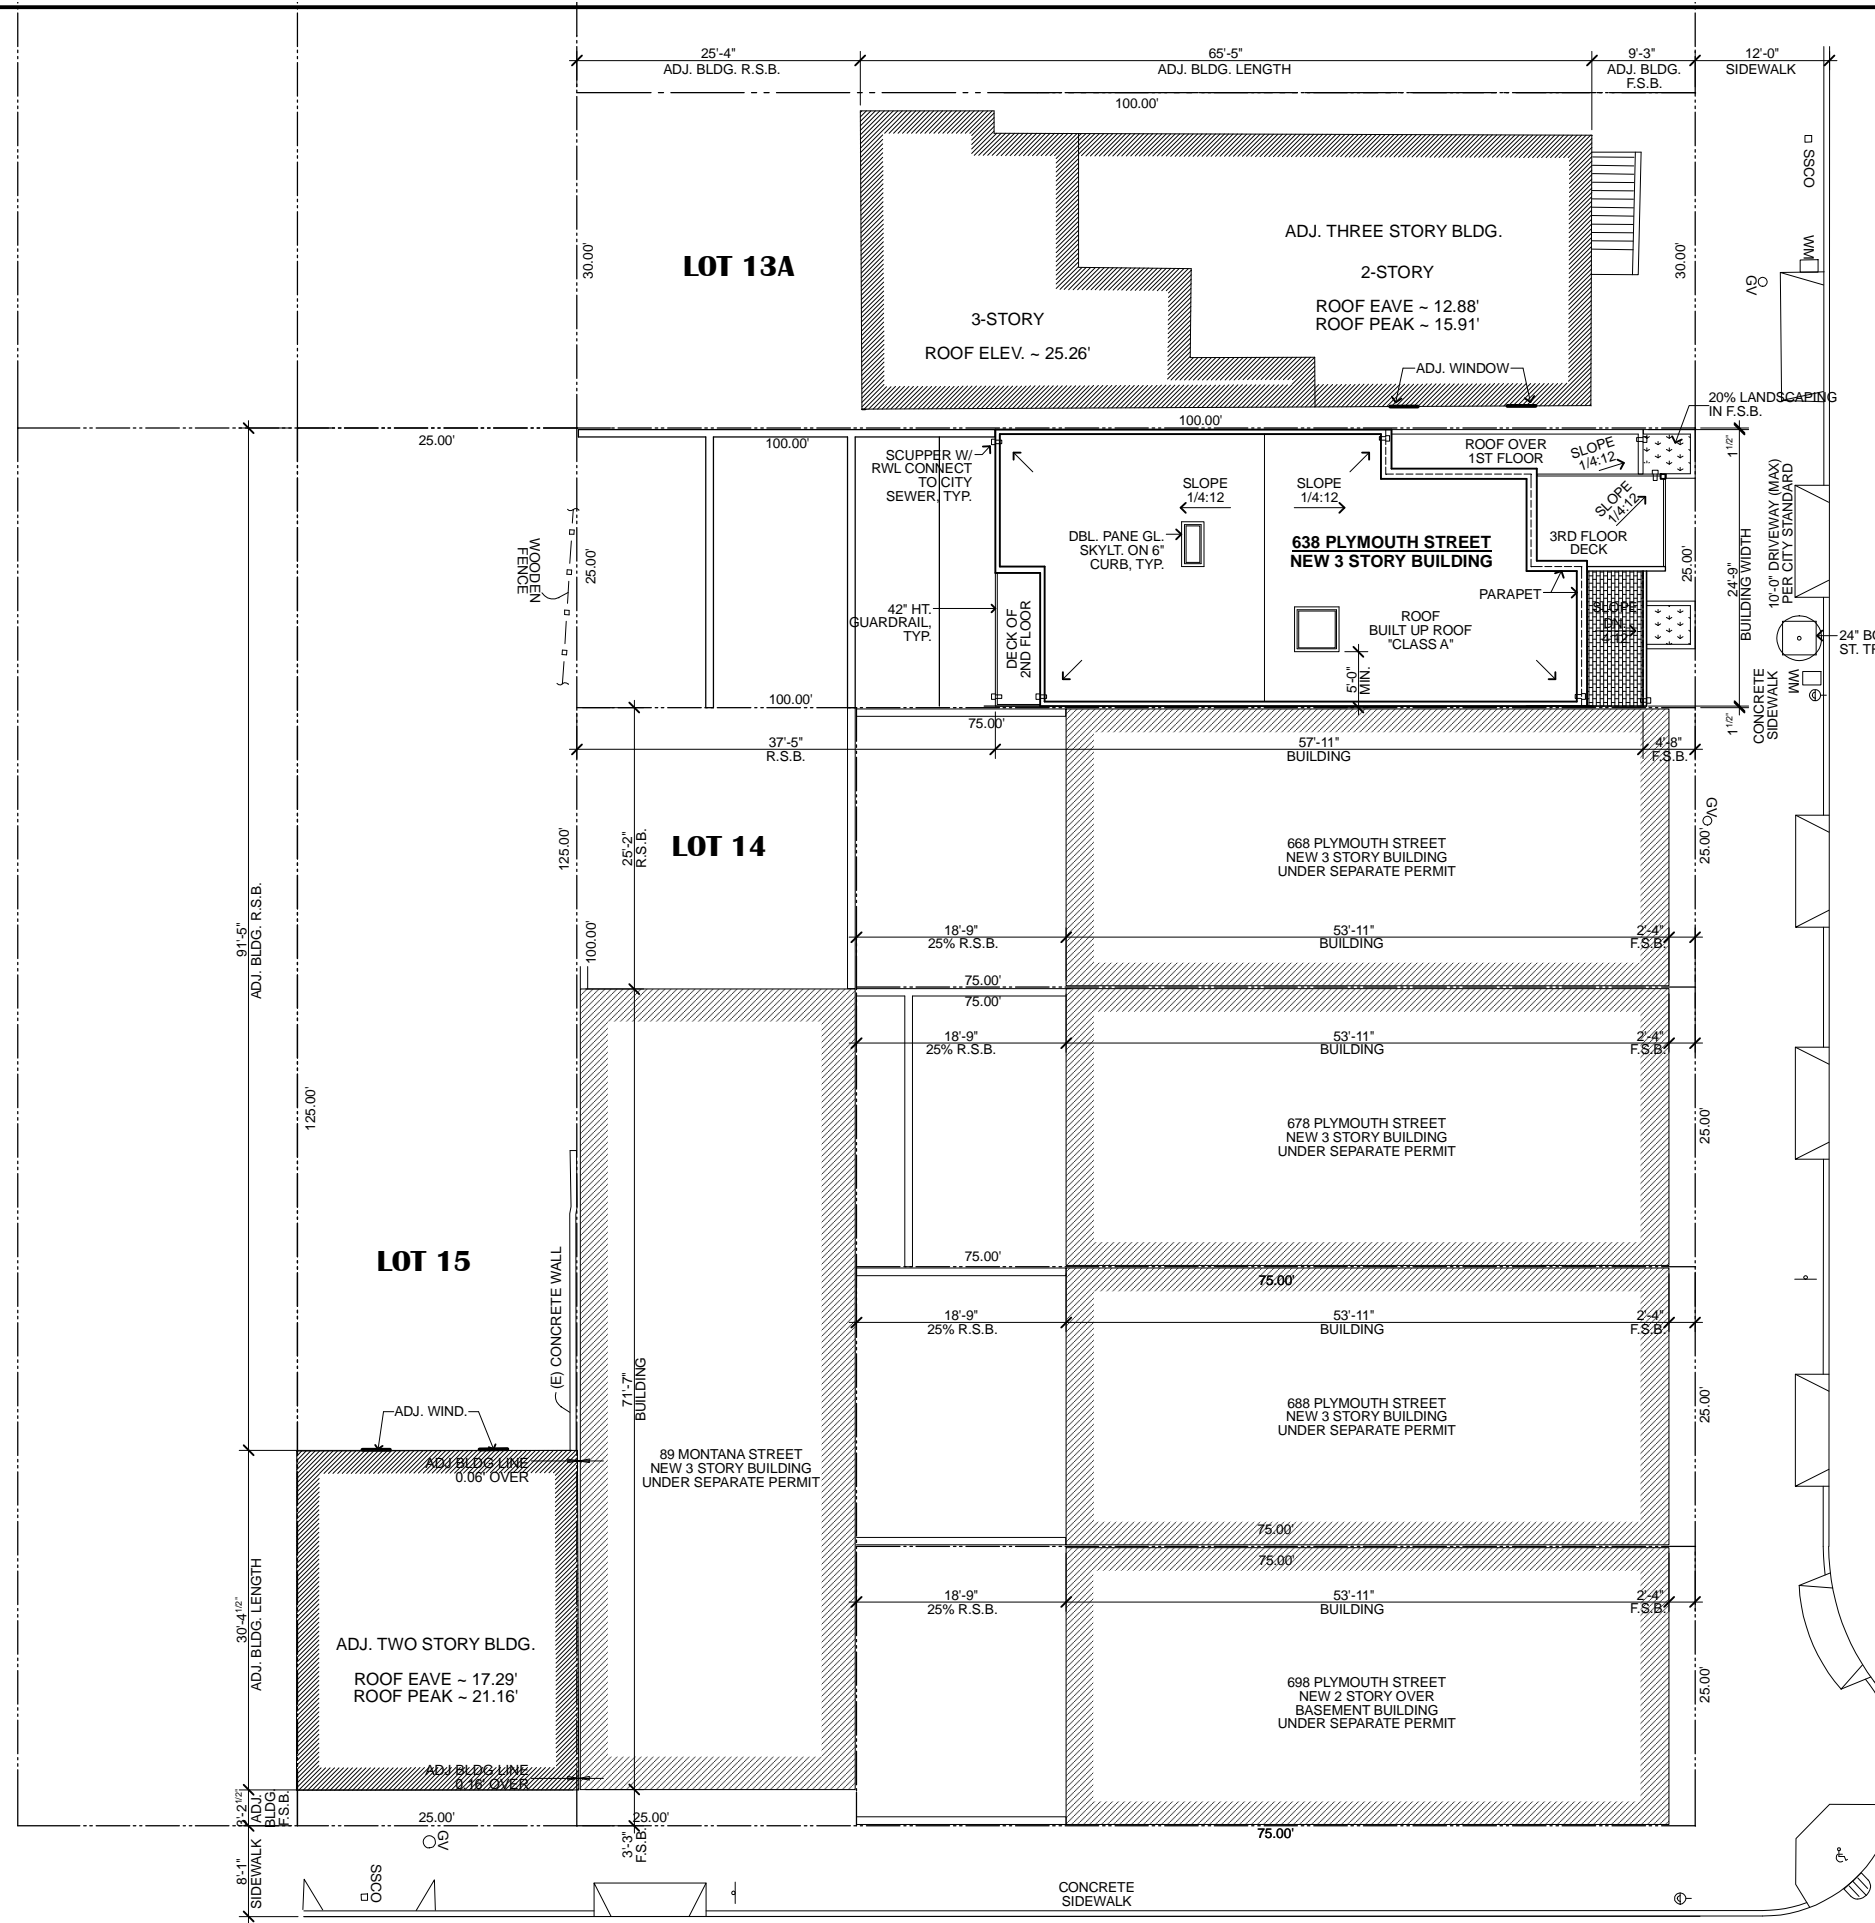 25'-4"
ADJ. BLDG. R.S.B.
65'-5"
ADJ. BLDG. LENGTH
9'-3"
ADJ. BLDG.
F.S.B.
12'-0"
SIDEWALK
100.00'
SSCO
WM
GV
30.00'
LOT 13A
ADJ. THREE STORY BLDG.
2-STORY
ROOF EAVE ~ 12.88'
ROOF PEAK ~ 15.91'
3-STORY
ROOF ELEV. ~ 25.26'
30.00'
ADJ. WINDOW
20% LANDSCAPING
IN F.S.B.
100.00'
25.00'
100.00'
SCUPPER W/
RWL CONNECT
TO CITY
SEWER, TYP.
SLOPE
1/4:12
SLOPE
1/4:12
ROOF OVER
1ST FLOOR
SLOPE
1/4:12
SLOPE
1/4:12
3RD FLOOR
DECK
DBL. PANE GL.
SKYLT. ON 6"
CURB, TYP.
638 PLYMOUTH STREET
NEW 3 STORY BUILDING
PARAPET
WOODEN
FENCE
25.00'
42" HT.
GUARDRAIL,
TYP.
DECK OF
2ND FLOOR
ROOF
BUILT UP ROOF
"CLASS A"
5'-0"
MIN.
SLOPE
DN
25.00'
1 1/2"
24'-9"
BUILDING WIDTH
1 1/2"
10'-0" DRIVEWAY (MAX)
PER CITY STANDARD
WM
CONCRETE
SIDEWALK
100.00'
75.00'
37'-5"
R.S.B.
57'-11"
BUILDING
4'-8"
F.S.B.
GV
25.00'
125.00'
25'-2"
R.S.B.
LOT 14
668 PLYMOUTH STREET
NEW 3 STORY BUILDING
UNDER SEPARATE PERMIT
91'-5"
ADJ. BLDG. R.S.B.
100.00'
18'-9"
25% R.S.B.
53'-11"
BUILDING
2'-4"
F.S.B.
75.00'
75.00'
18'-9"
25% R.S.B.
53'-11"
BUILDING
2'-4"
F.S.B.
125.00'
678 PLYMOUTH STREET
NEW 3 STORY BUILDING
UNDER SEPARATE PERMIT
25.00'
LOT 15
(E) CONCRETE WALL
75.00'
75.00'
18'-9"
25% R.S.B.
53'-11"
BUILDING
2'-4"
F.S.B.
71'-7"
BUILDING
ADJ. WIND.
688 PLYMOUTH STREET
NEW 3 STORY BUILDING
UNDER SEPARATE PERMIT
25.00'
ADJ BLDG LINE
0.06' OVER
89 MONTANA STREET
NEW 3 STORY BUILDING
UNDER SEPARATE PERMIT
75.00'
75.00'
18'-9"
25% R.S.B.
53'-11"
BUILDING
2'-4"
F.S.B.
30'-4 1/2"
ADJ. BLDG. LENGTH
ADJ. TWO STORY BLDG.
ROOF EAVE ~ 17.29'
ROOF PEAK ~ 21.16'
698 PLYMOUTH STREET
NEW 2 STORY OVER
BASEMENT BUILDING
UNDER SEPARATE PERMIT
25.00'
ADJ BLDG LINE
0.16' OVER
3'-2 1/2"
ADJ.
BLDG.
F.S.B.
25.00'
25.00'
3'-3"
F.S.B.
75.00'
GV
8'-1"
SIDEWALK
SSCO
CONCRETE
SIDEWALK